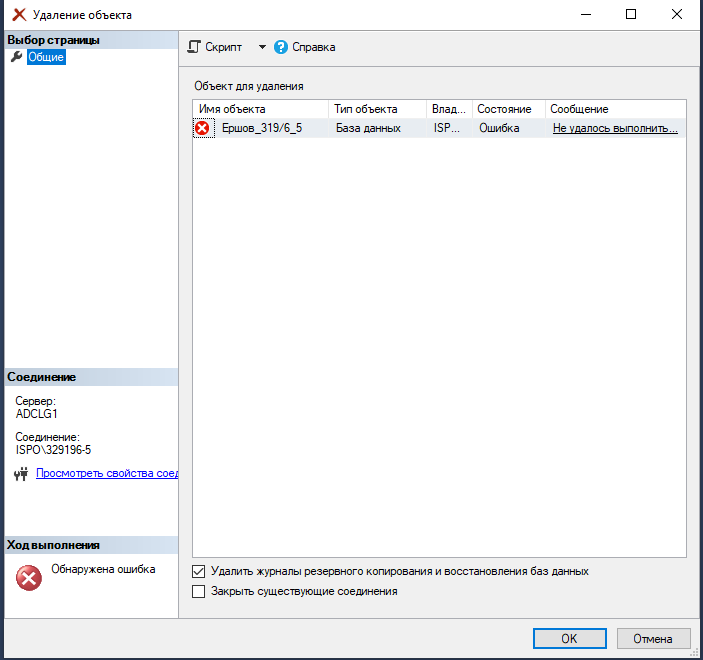 Удаление объекта
Выбор страницы
Общие
Скрипт
Справка
Объект для удаления
Имя объекта Тип объекта Влад... Состояние Сообщение
Ершов_319/6_5 База данных ISP... Ошибка Не удалось выполнить...
Соединение
Сервер:
ADCLG1
Соединение:
ISPO\329196-5
Просмотреть свойства соед
Ход выполнения
Обнаружена ошибка
Удалить журналы резервного копирования и восстановления баз данных
Закрыть существующие соединения
OK
Отмена